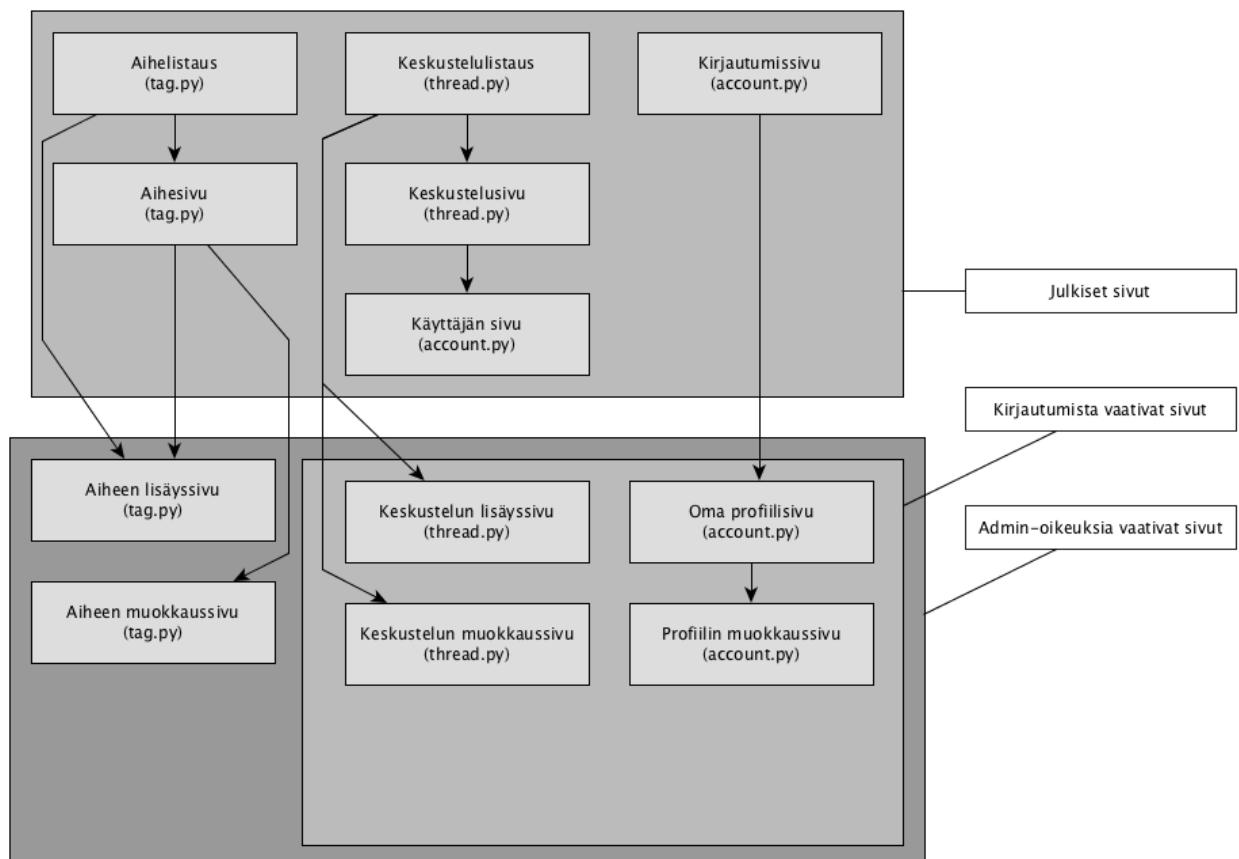 Aihelistaus
(tag.py)
Keskustelulistaus
(thread.py)
Kirjautumissivu
(account.py)
Aihesivu
(tag.py)
Keskustelusivu
(thread.py)
Käyttäjän sivu
(account.py)
Julkiset sivut
Kirjautumista vaativat sivut
Admin-oikeuksia vaativat sivut
Aiheen lisäyssivu
(tag.py)
Keskustelun lisäyssivu
(thread.py)
Oma profiilisivu
(account.py)
Aiheen muokkaussivu
(tag.py)
Keskustelun muokkaussivu
(thread.py)
Profiilin muokkaussivu
(account.py)